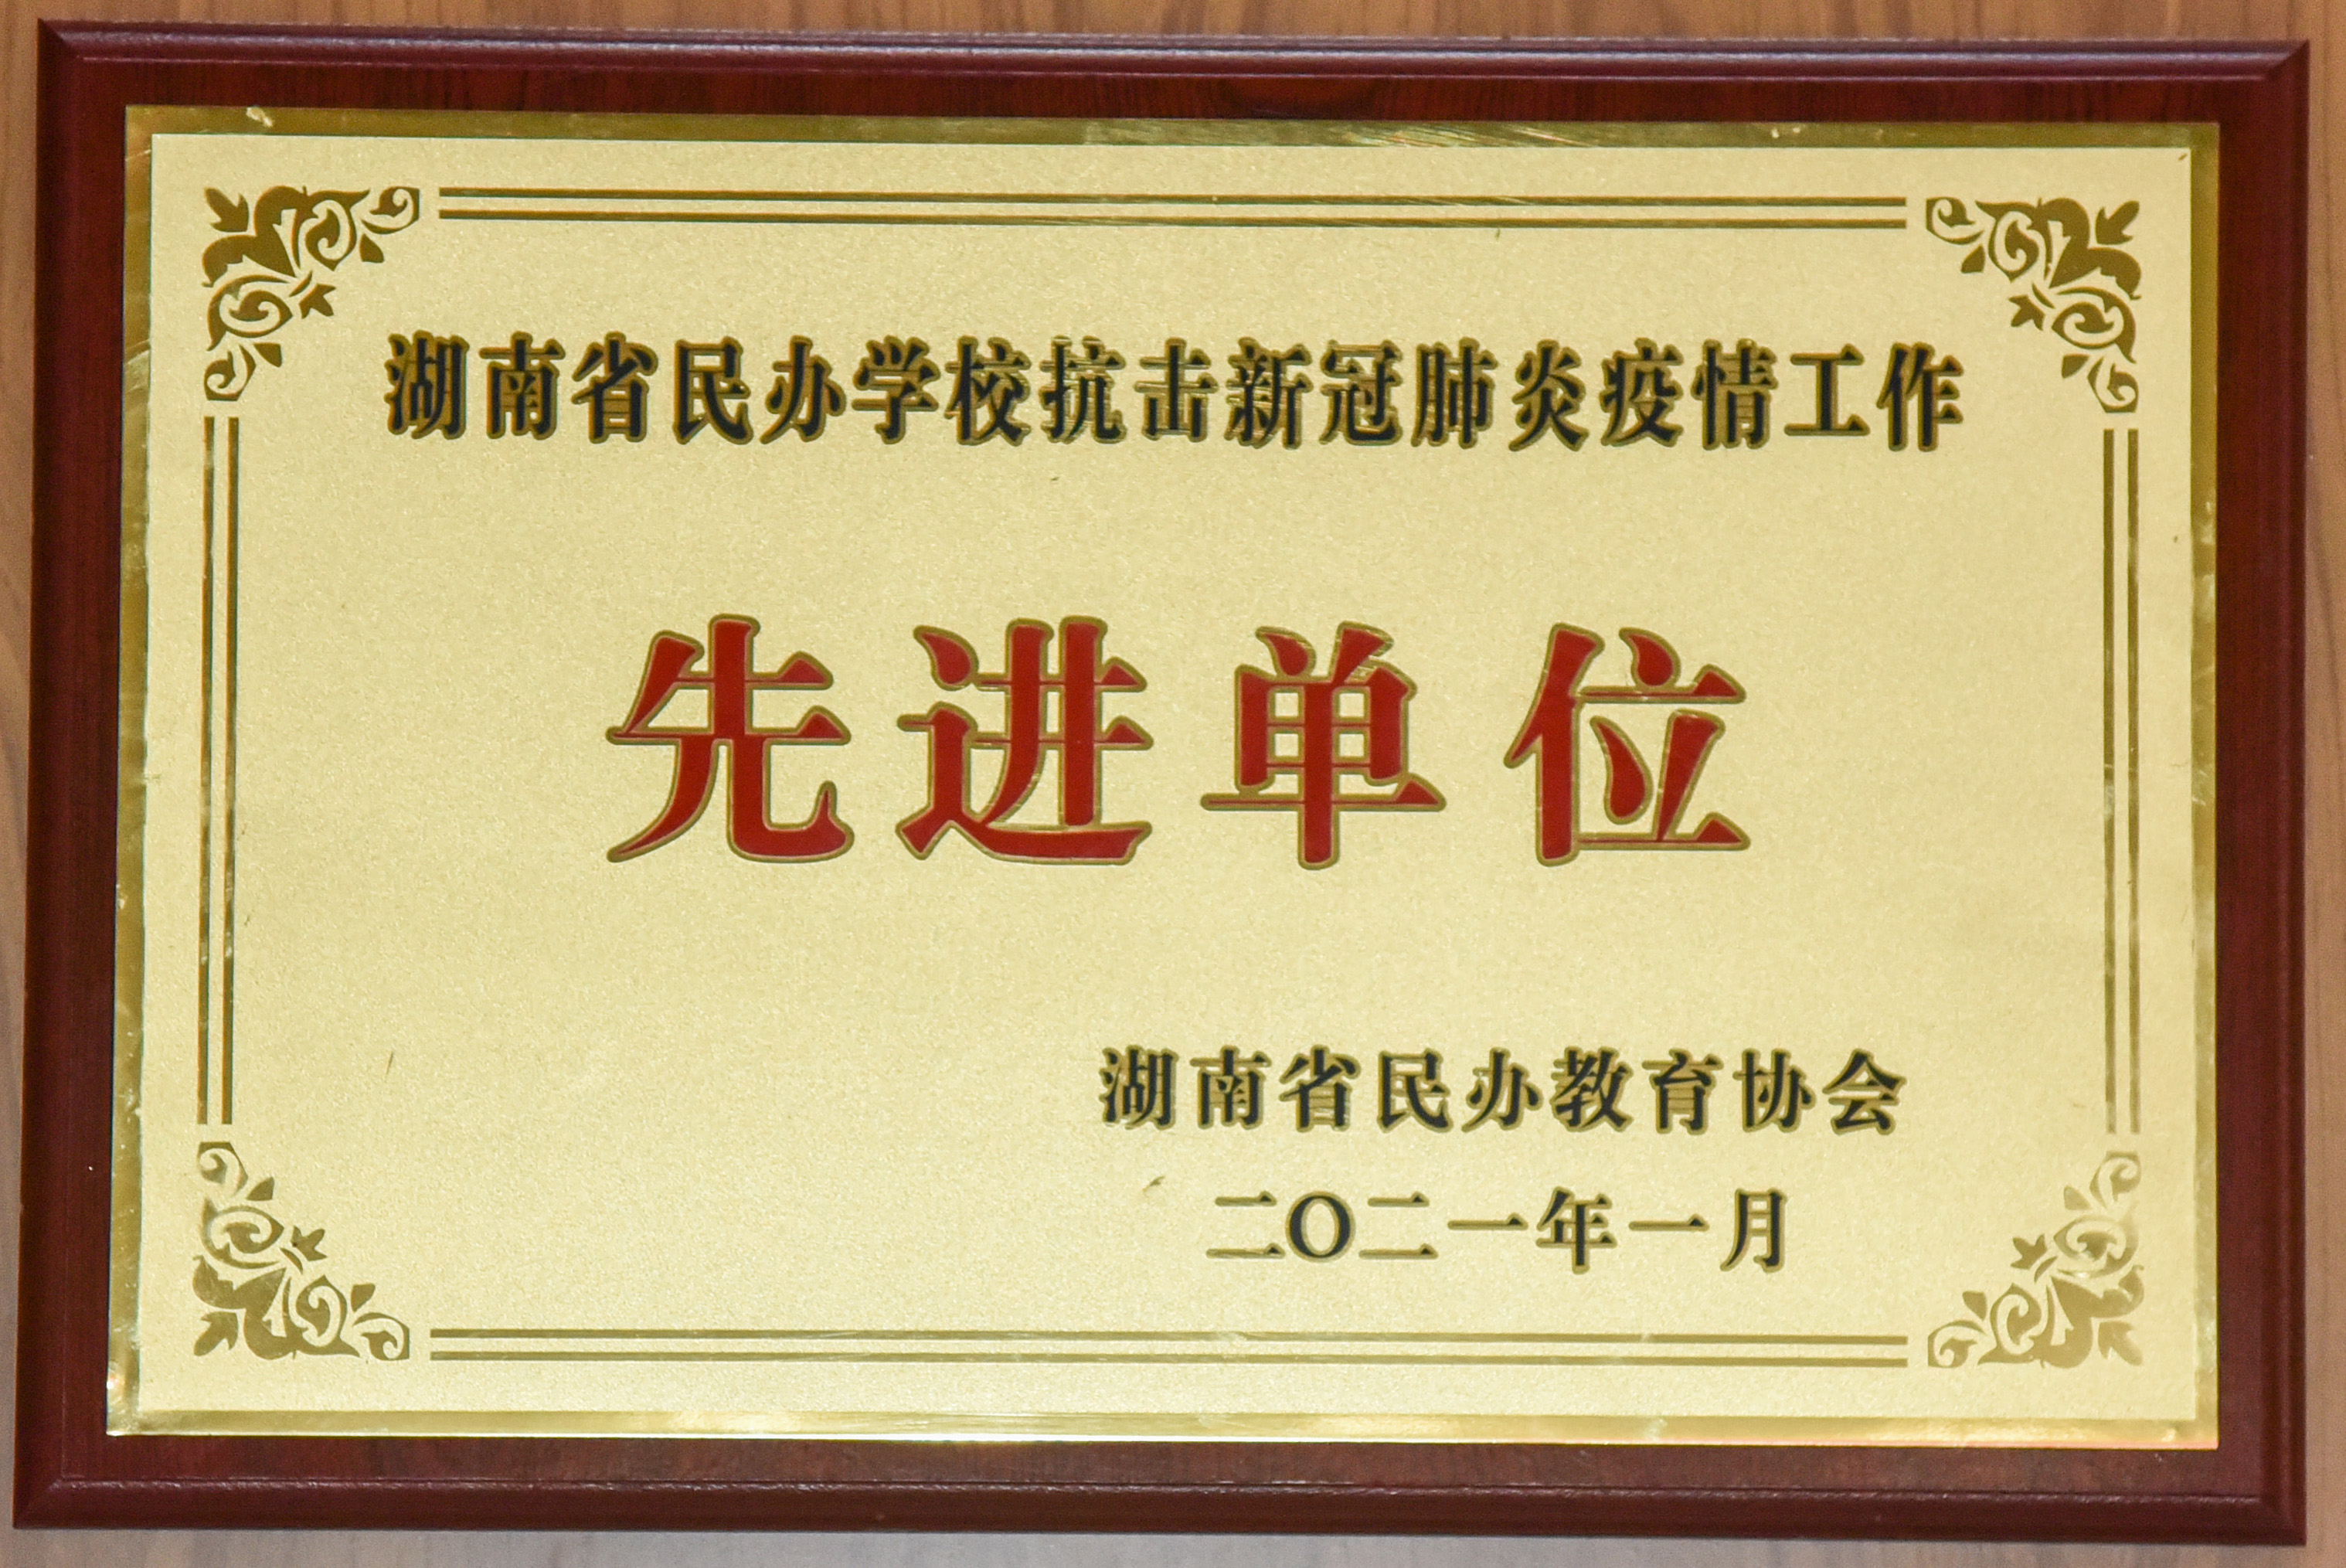 湖南省民办学校抗击新冠肺炎疫情工作
先进单位
湖南省民办教育协会
二〇二一年一月